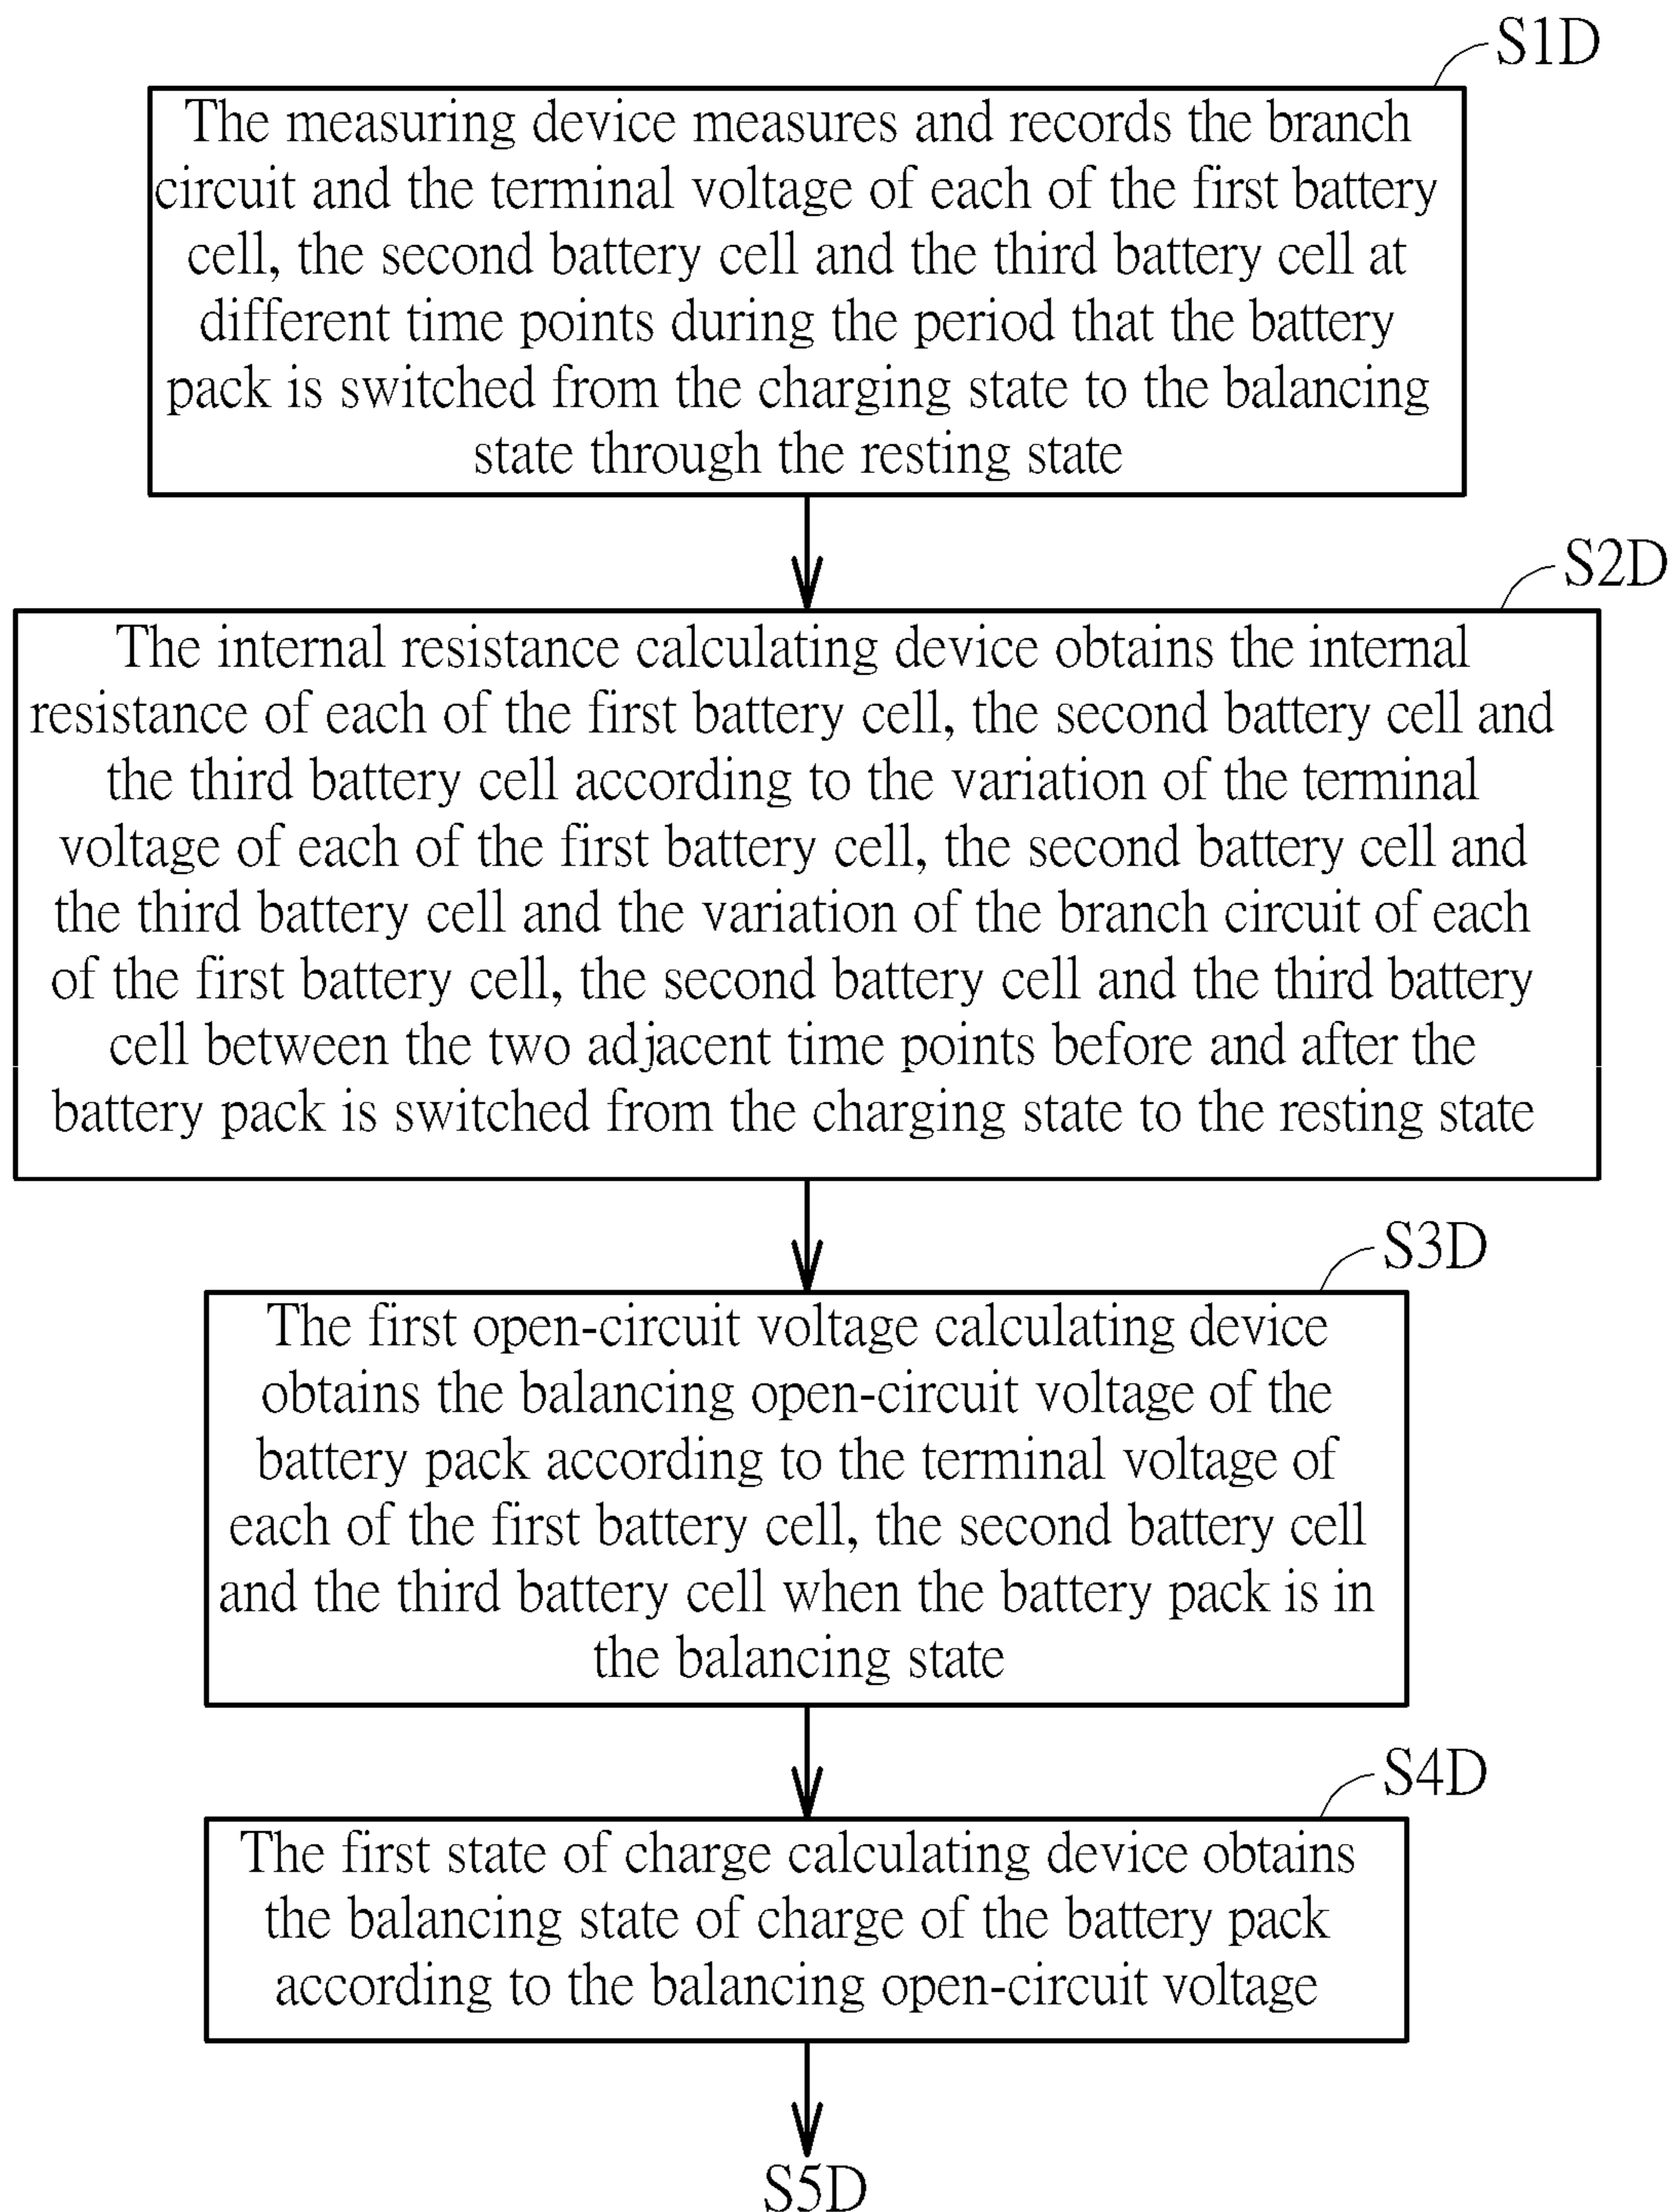 S1D
The measuring device measures and records the branch
circuit and the terminal voltage of each of the first battery
cell, the second battery cell and the third battery cell at
different time points during the period that the battery
pack is switched from the charging state to the balancing
state through the resting state
S2D
The internal resistance calculating device obtains the internal
resistance of each of the first battery cell, the second battery cell and
the third battery cell according to the variation of the terminal
voltage of each of the first battery cell, the second battery cell and
the third battery cell and the variation of the branch circuit of each
of the first battery cell, the second battery cell and the third battery
cell between the two adjacent time points before and after the
battery pack is switched from the charging state to the resting state
S3D
The first open-circuit voltage calculating device
obtains the balancing open-circuit voltage of the
battery pack according to the terminal voltage of
each of the first battery cell, the second battery cell
and the third battery cell when the battery pack is in
the balancing state
S4D
The first state of charge calculating device obtains
the balancing state of charge of the battery pack
according to the balancing open-circuit voltage
S5D